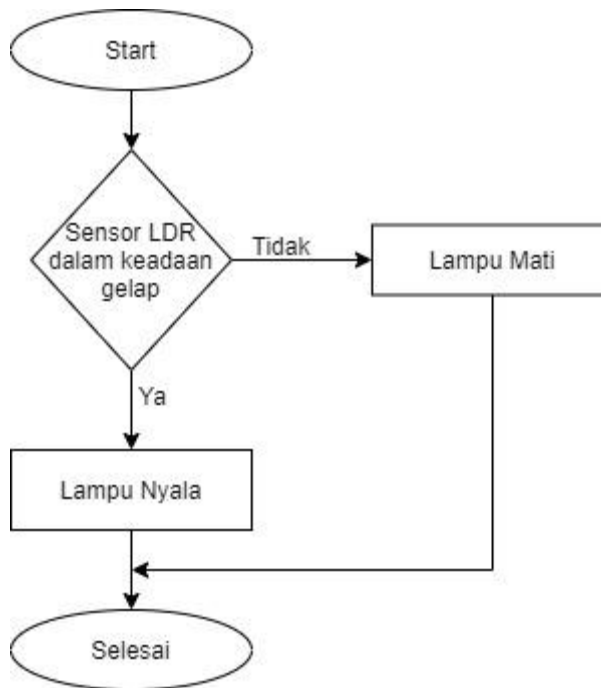 Start
Sensor LDR
dalam keadaan
gelap
Tidak
Lampu Mati
Ya
Lampu Nyala
Selesai